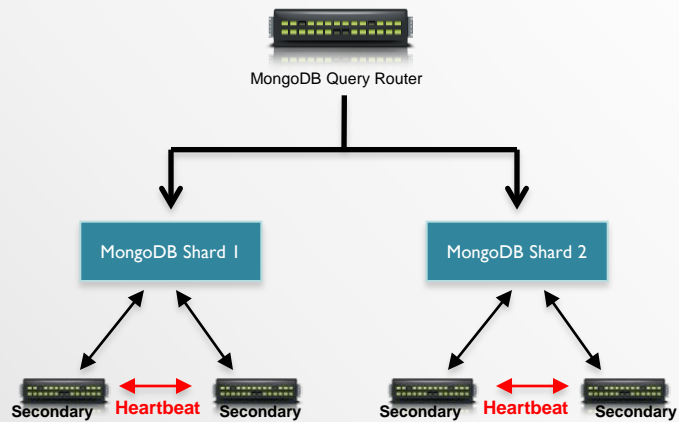 MongoDB Query Router
MongoDB Shard 1
MongoDB Shard 2
Secondary
Heartbeat
Secondary
Secondary
Heartbeat
Secondary